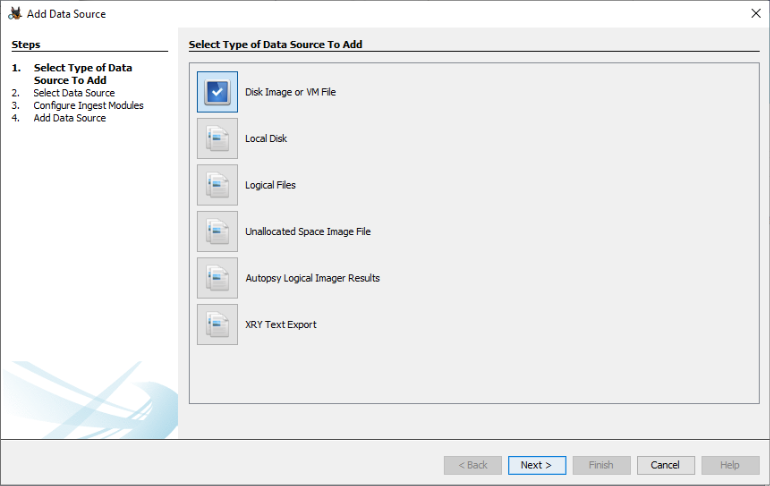 Add Data Source
Steps
1. Select Type of Data
Source To Add
2. Select Data Source
3. Configure Ingest Modules
4. Add Data Source
Select Type of Data Source To Add
Disk Image or VM File
Local Disk
Logical Files
Unallocated Space Image File
Autopsy Logical Imager Results
XRY Text Export
< Back
Next >
Finish
Cancel
Help